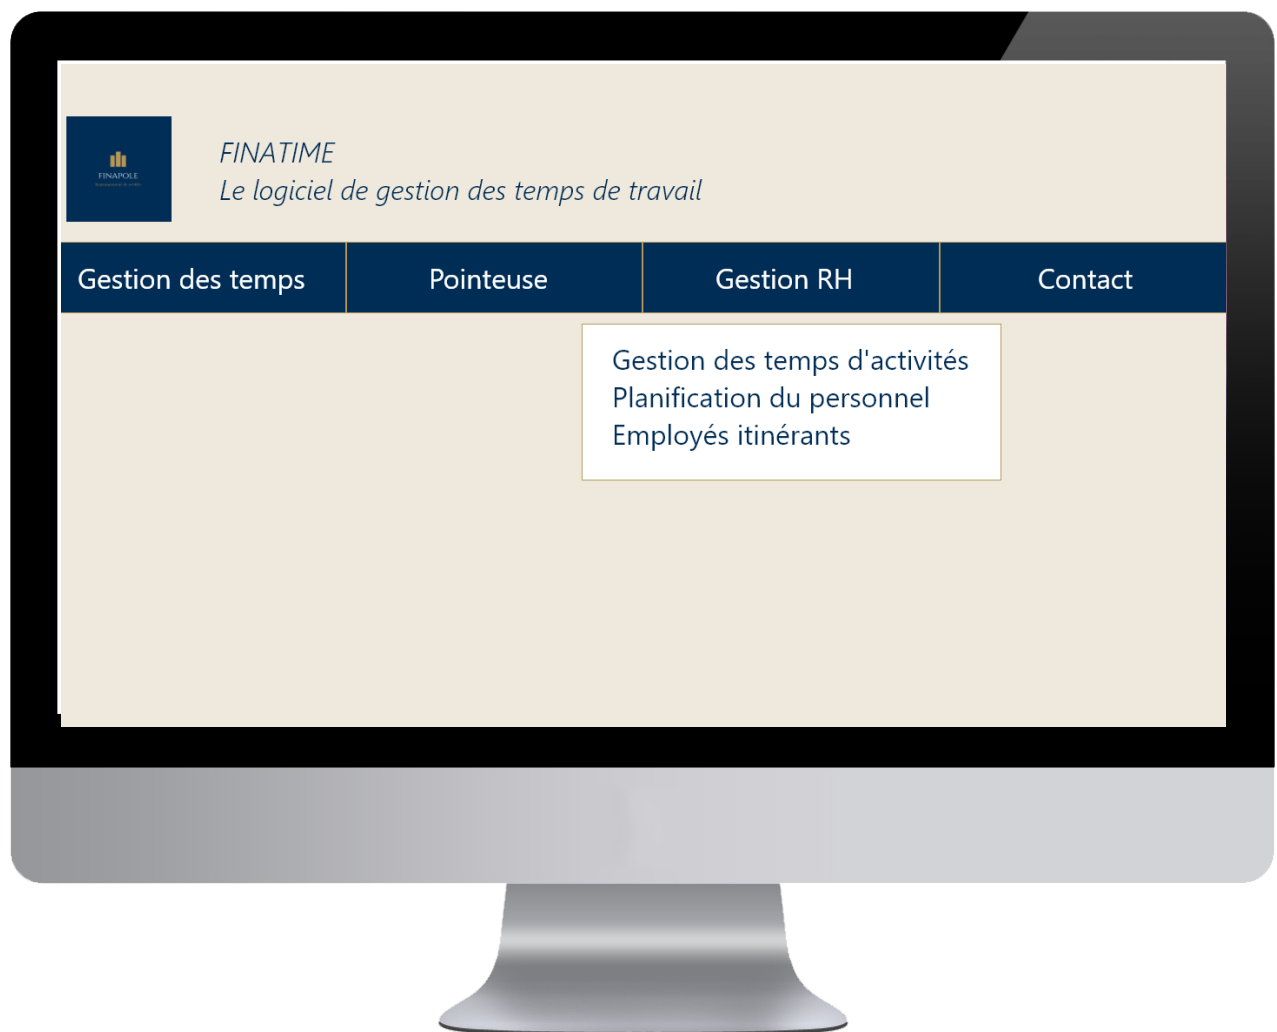 FINAPOLE
FINATIME
Le logiciel de gestion des temps de travail
Gestion des temps
Pointeuse
Gestion RH
Contact
Gestion des temps d'activités
Planification du personnel
Employés itinérants